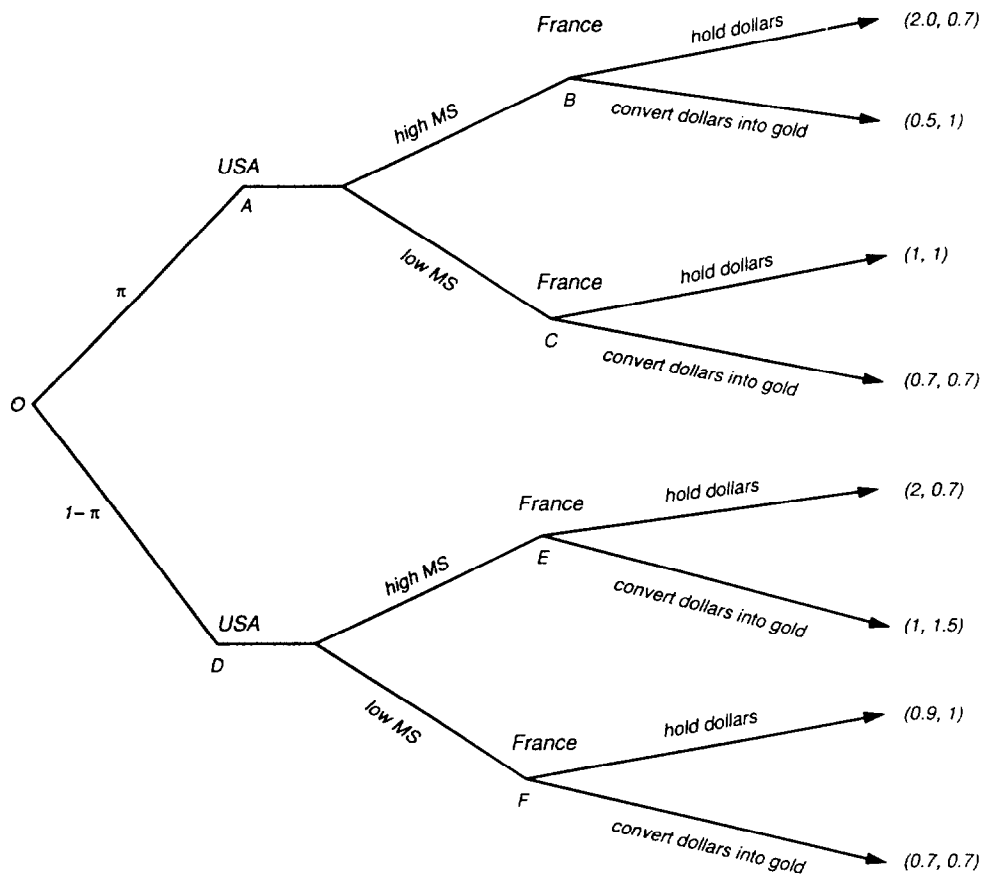 France
hold dollars
(2.0, 0.7)
B
convert dollars into gold
(0.5, 1)
high MS
USA
A
low MS
France
hold dollars
(1, 1)
C
convert dollars into gold
(0.7, 0.7)
π
O
1– π
France
hold dollars
(2, 0.7)
E
convert dollars into gold
(1, 1.5)
high MS
USA
D
low MS
France
hold dollars
(0.9, 1)
F
convert dollars into gold
(0.7, 0.7)